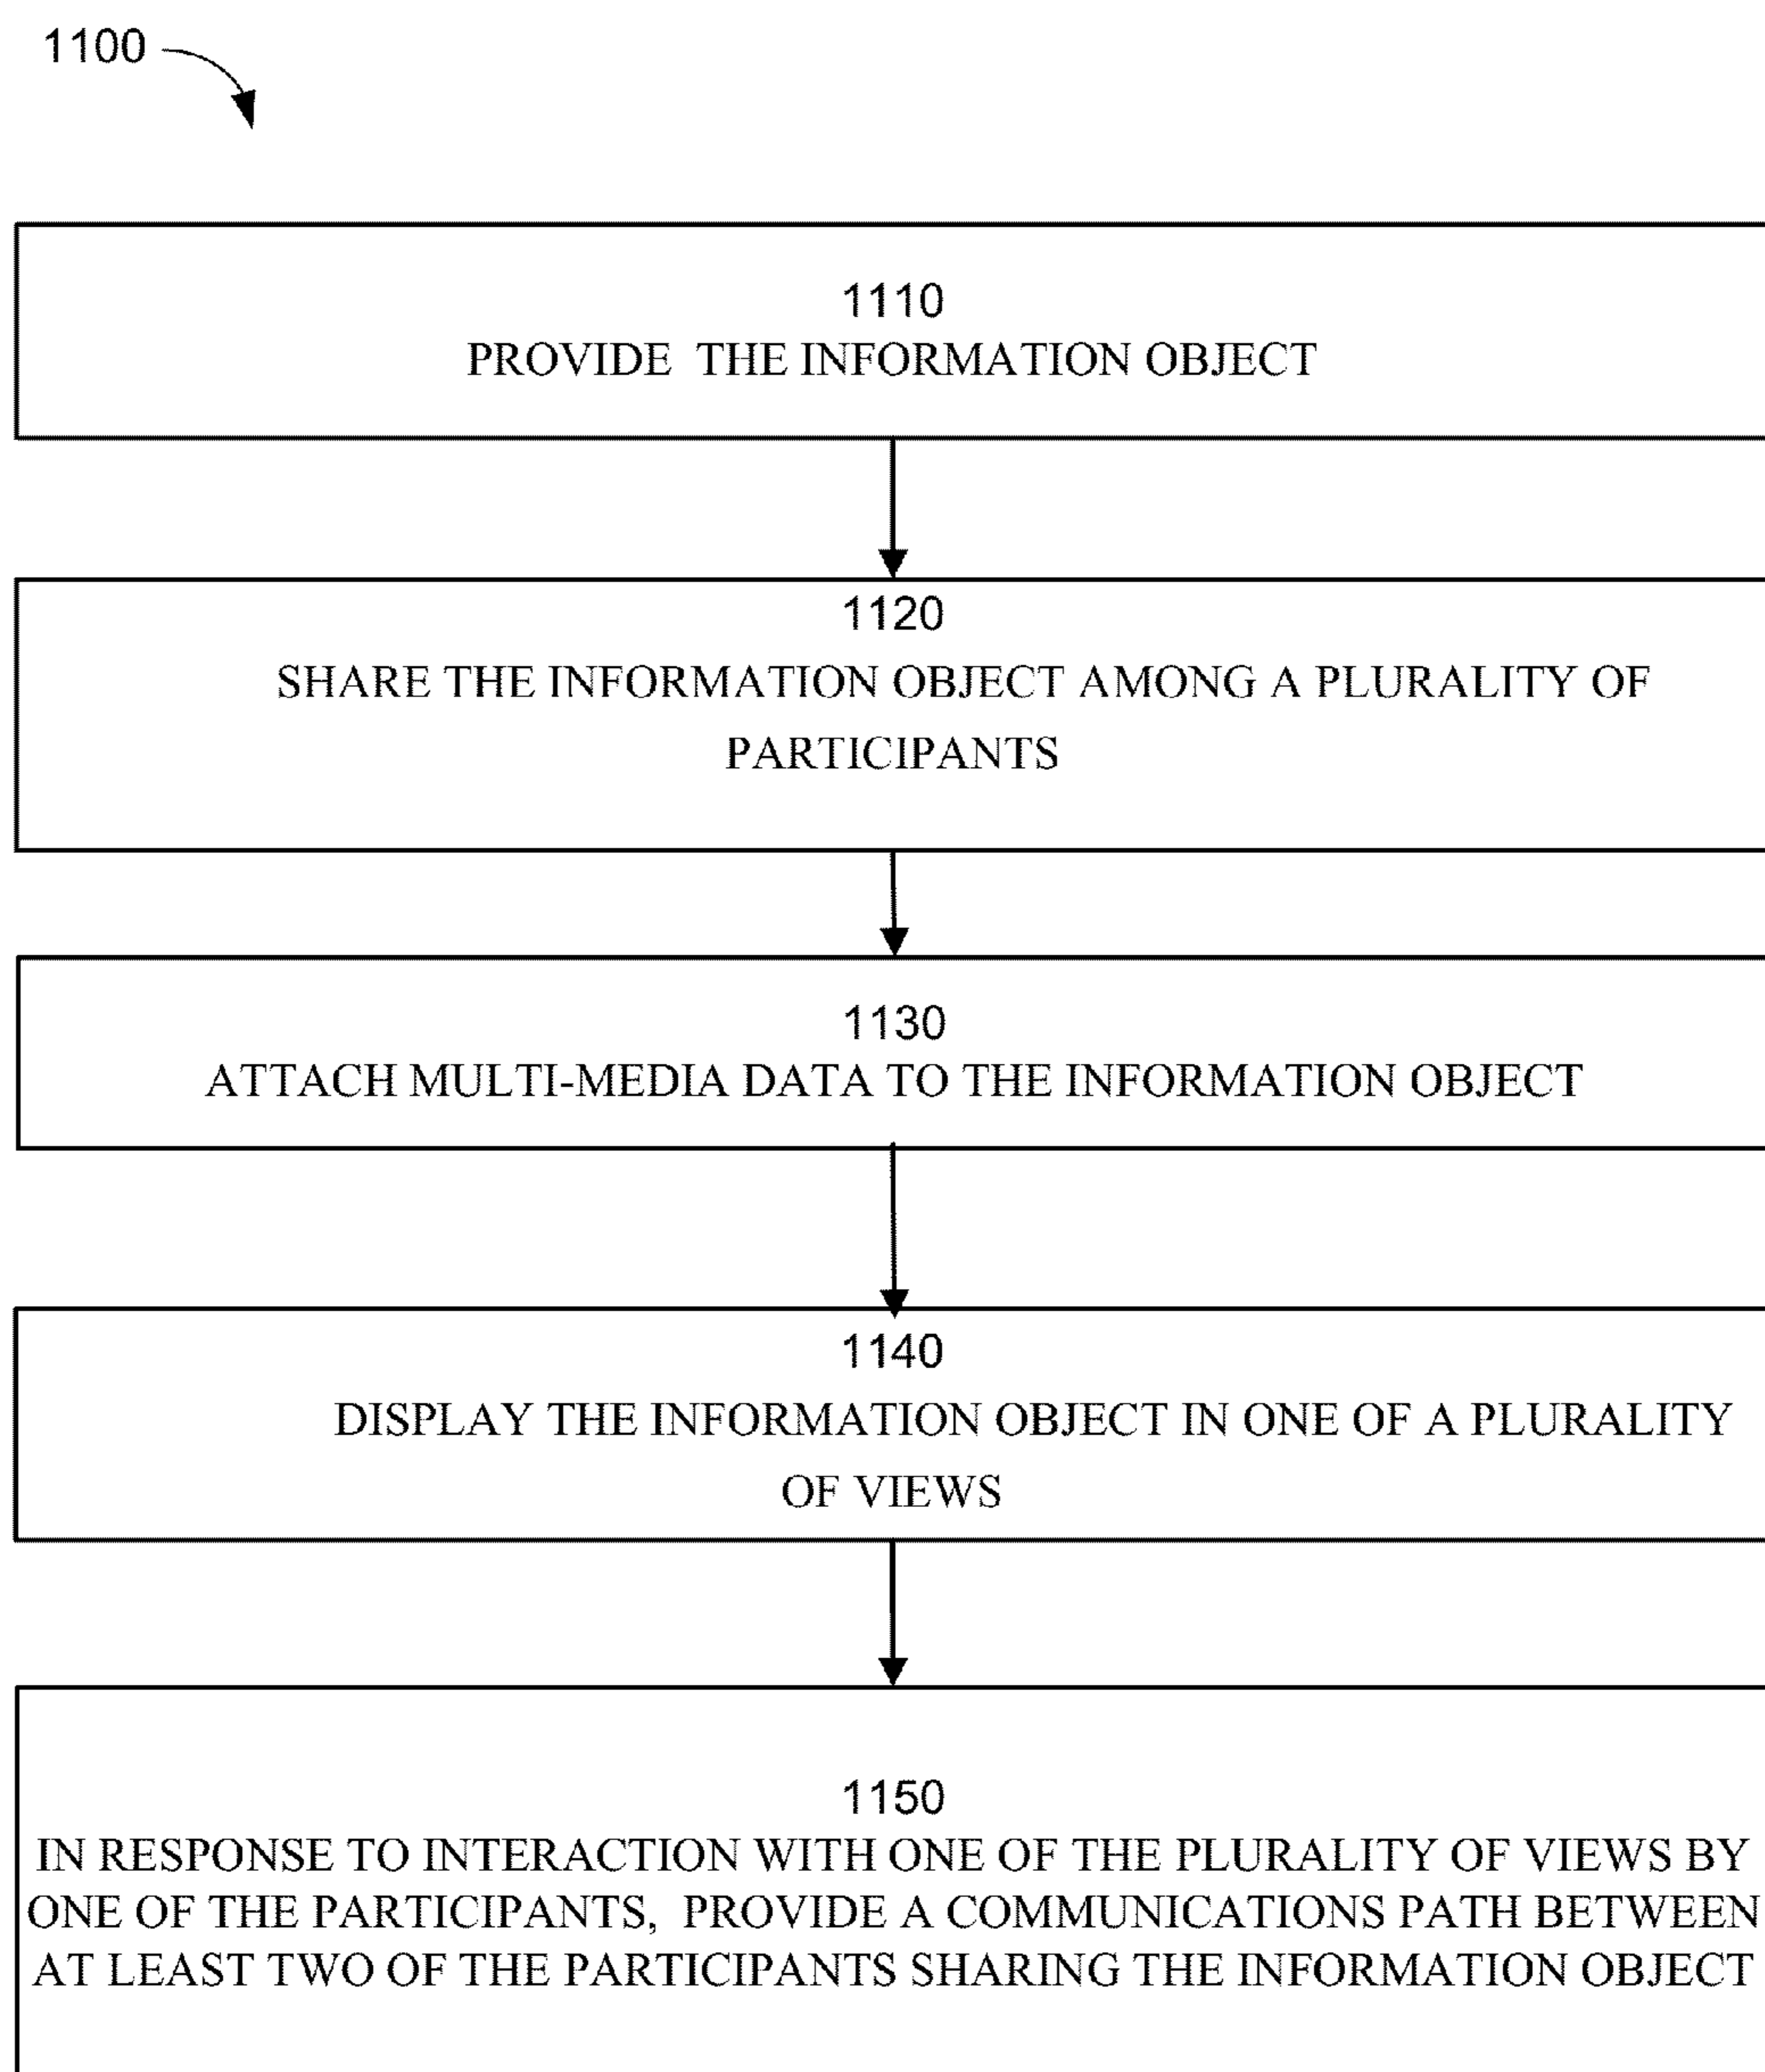 1100
1110
PROVIDE THE INFORMATION OBJECT
1120
SHARE THE INFORMATION OBJECT AMONG A PLURALITY OF
PARTICIPANTS
1130
ATTACH MULTI-MEDIA DATA TO THE INFORMATION OBJECT
1140
DISPLAY THE INFORMATION OBJECT IN ONE OF A PLURALITY
OF VIEWS
1150
IN RESPONSE TO INTERACTION WITH ONE OF THE PLURALITY OF VIEWS BY
ONE OF THE PARTICIPANTS, PROVIDE A COMMUNICATIONS PATH BETWEEN
AT LEAST TWO OF THE PARTICIPANTS SHARING THE INFORMATION OBJECT